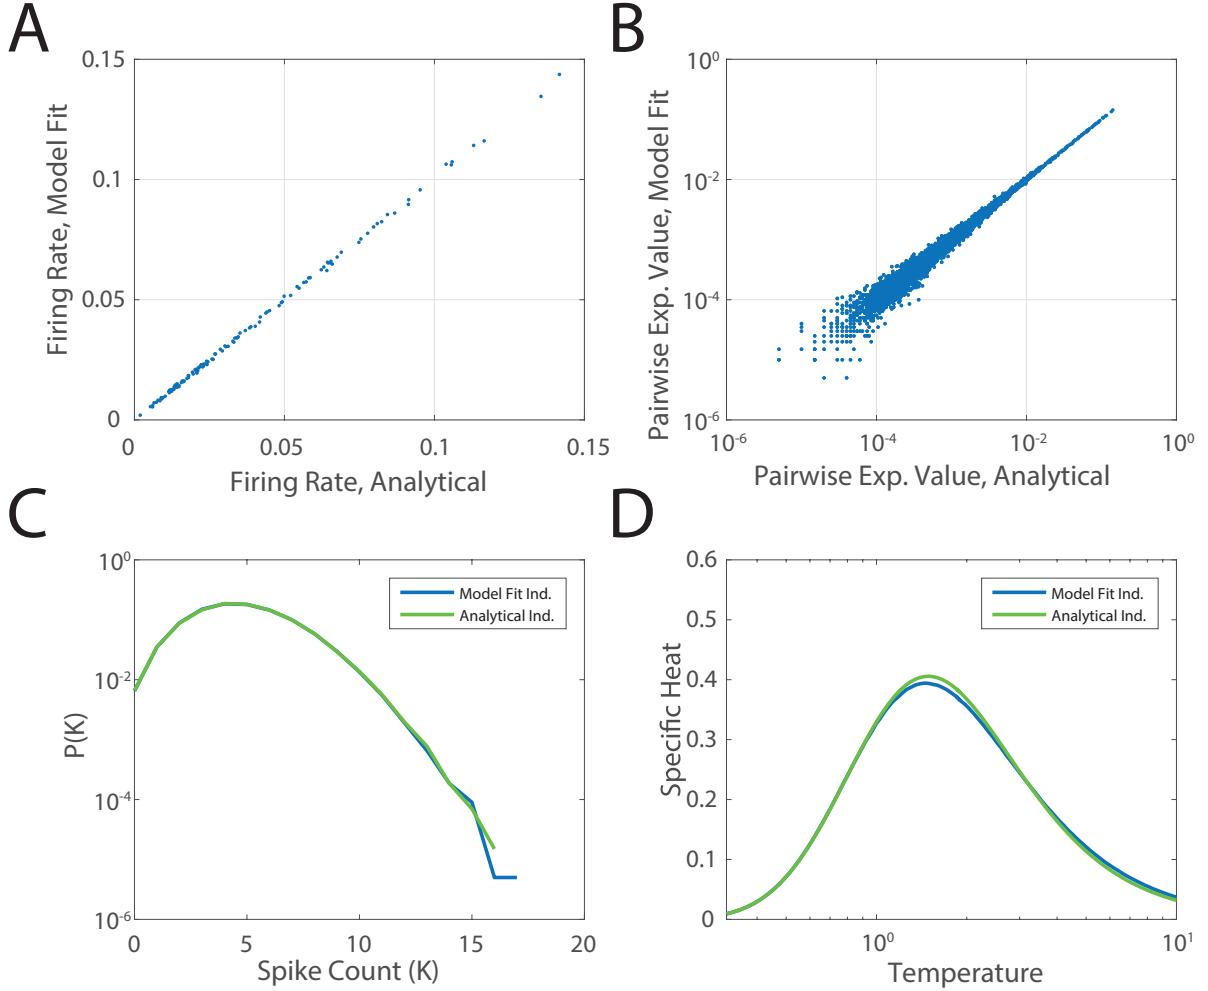 A
Firing Rate, Model Fit
0.15
0.1
0.05
0
0 0.05 0.1 0.15
Firing Rate, Analytical
B
Pairwise Exp. Value, Model Fit
10^0
10^-2
10^-4
10^-6
10^-6 10^-4 10^-2 10^0
Pairwise Exp. Value, Analytical
C
P(K)
10^0
10^-2
10^-4
10^-6
Model Fit Ind.
Analytical Ind.
0 5 10 15 20
Spike Count (K)
D
Specific Heat
0.6
0.5
0.4
0.3
0.2
0.1
0
Model Fit Ind.
Analytical Ind.
10^0 10^1
Temperature